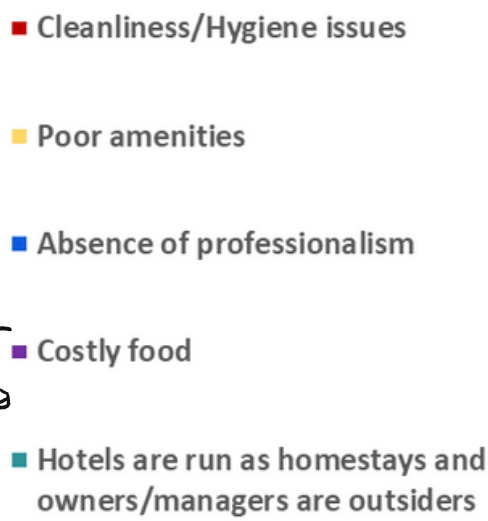 Cleanliness/Hygiene issues
Poor amenities
Absence of professionalism
Costly food
Hotels are run as homestays and
owners/managers are outsiders